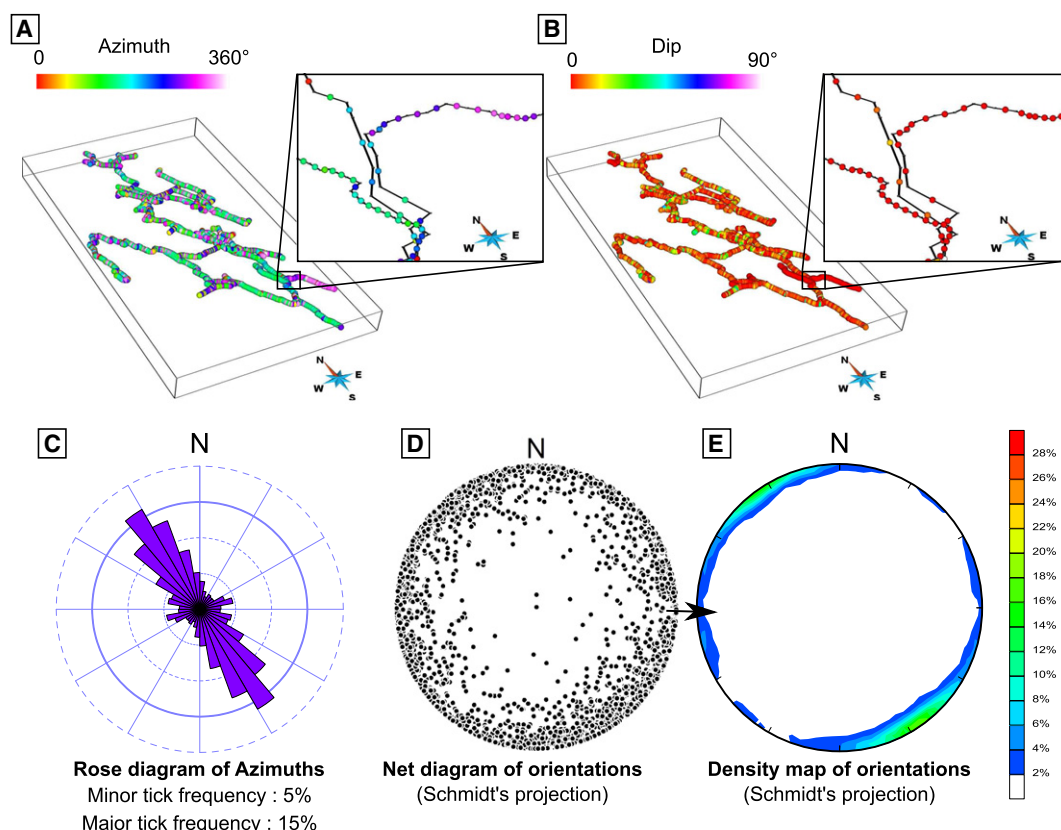 A
Azimuth
0
360°
N
W
E
S
N
W
E
S
B
Dip
0
90°
N
W
E
S
N
W
E
S
C
N
Rose diagram of Azimuths
Minor tick frequency : 5%
Major tick frequency : 15%
D
N
Net diagram of orientations
(Schmidt's projection)
E
N
Density map of orientations
(Schmidt's projection)
28%
26%
24%
22%
20%
18%
16%
14%
12%
10%
8%
6%
4%
2%